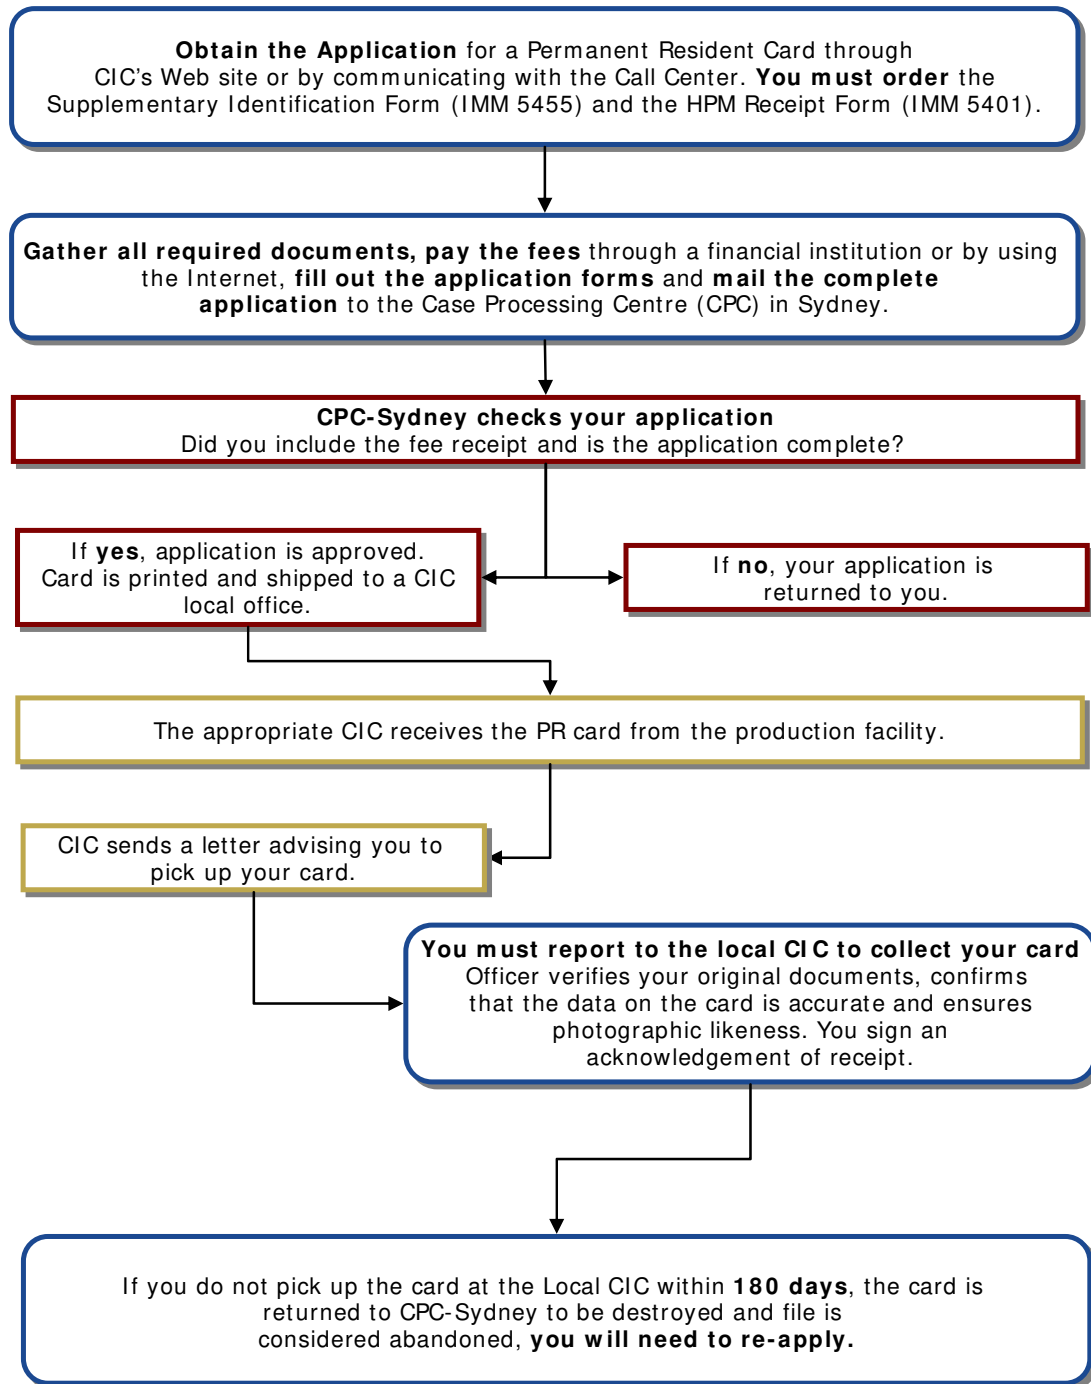 Obtain the Application for a Permanent Resident Card through
CIC's Web site or by communicating with the Call Center. You must order the
Supplementary Identification Form (IMM 5455) and the HPM Receipt Form (IMM 5401).
Gather all required documents, pay the fees through a financial institution or by using
the Internet, fill out the application forms and mail the complete
application to the Case Processing Centre (CPC) in Sydney.
CPC-Sydney checks your application
Did you include the fee receipt and is the application complete?
If yes, application is approved.
Card is printed and shipped to a CIC
local office.
If no, your application is
returned to you.
The appropriate CIC receives the PR card from the production facility.
CIC sends a letter advising you to
pick up your card.
You must report to the local CIC to collect your card
Officer verifies your original documents, confirms
that the data on the card is accurate and ensures
photographic likeness. You sign an
acknowledgement of receipt.
If you do not pick up the card at the Local CIC within 180 days, the card is
returned to CPC-Sydney to be destroyed and file is
considered abandoned, you will need to re-apply.